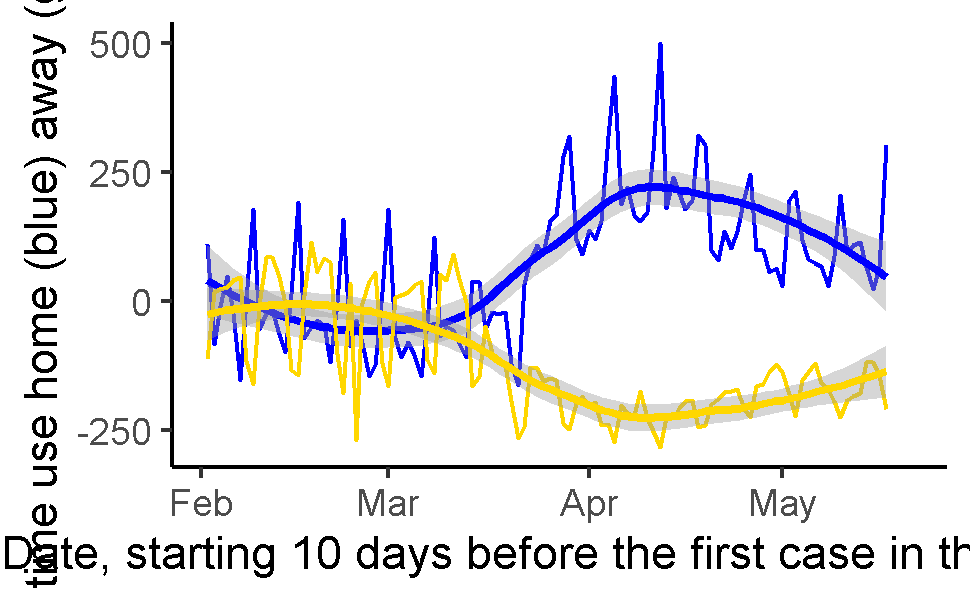 time use home (blue) away (
500
250
0
-250
Feb Mar Apr May
Date, starting 10 days before the first case in th